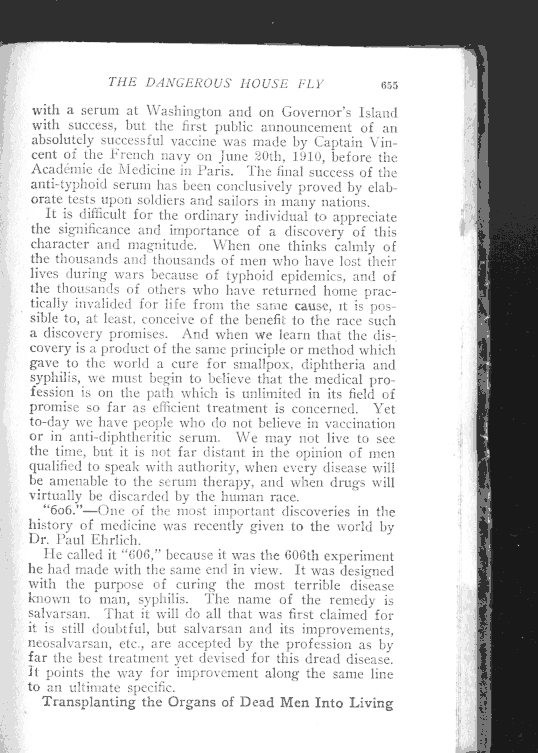 THE DANGEROUS HOUSE FLY 655
with a serum at Washington and on Governor's Island
with success, but the first public announcement of an
absolutely successful vaccine was made by Captain Vin-
cent of the French navy on June 20th, 1910, before the
Académie de Medicine in Paris. The final success of the
anti-typhoid serum has been conclusively proved by elab-
orate tests upon soldiers and sailors in many nations.
It is difficult for the ordinary individual to appreciate
the significance and importance of a discovery of this
character and magnitude. When one thinks calmly of
the thousands and thousands of men who have lost their
lives during wars because of typhoid epidemics, and of
the thousands of others who have returned home prac-
tically invalided for life from the same cause, it is pos-
sible to, at least, conceive of the benefit to the race such
a discovery promises. And when we learn that the dis-
covery is a product of the same principle or method which
gave to the world a cure for smallpox, diphtheria and
syphilis, we must begin to believe that the medical pro-
fession is on the path which is unlimited in its field of
promise so far as efficient treatment is concerned. Yet
to-day we have people who do not believe in vaccination
or in anti-diphtheritic serum. We may not live to see
the time, but it is not far distant in the opinion of men
qualified to speak with authority, when every disease will
be amenable to the serum therapy, and when drugs will
virtually be discarded by the human race.
"606."—One of the most important discoveries in the
history of medicine was recently given to the world by
Dr. Paul Ehrlich.
He called it "606," because it was the 606th experiment
he had made with the same end in view. It was designed
with the purpose of curing the most terrible disease
known to man, syphilis. The name of the remedy is
salvarsan. That it will do all that was first claimed for
it is still doubtful, but salvarsan and its improvements,
neosalvarsan, etc., are accepted by the profession as by
far the best treatment yet devised for this dread disease.
It points the way for improvement along the same line
to an ultimate specific.
Transplanting the Organs of Dead Men Into Living